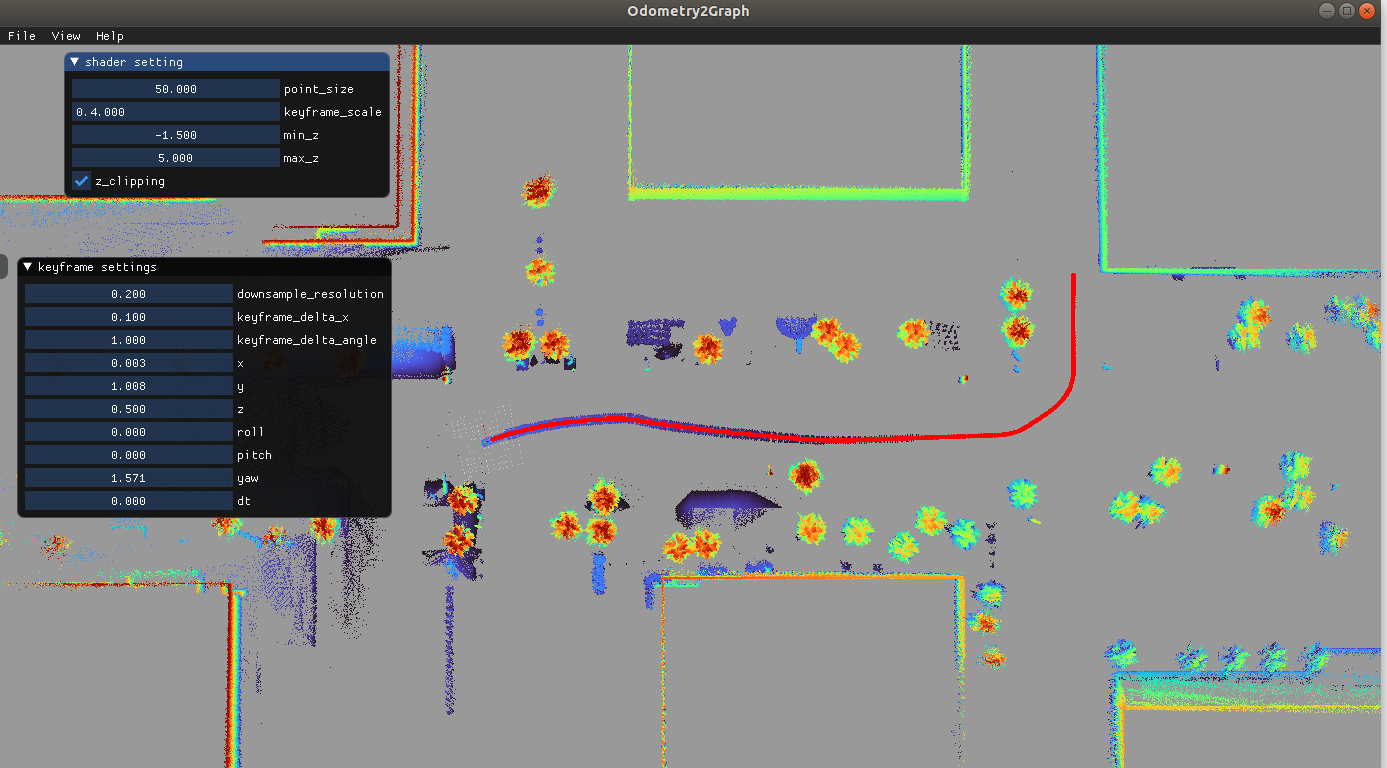 Odometry2Graph
File View Help
shader setting
50.000 point_size
0.4.000 keyframe_scale
-1.500 min_z
5.000 max_z
z_clipping
keyframe settings
0.200 downsample_resolution
0.100 keyframe_delta_x
1.000 keyframe_delta_angle
0.003 x
1.008 y
0.500 z
0.000 roll
0.000 pitch
1.571 yaw
0.000 dt